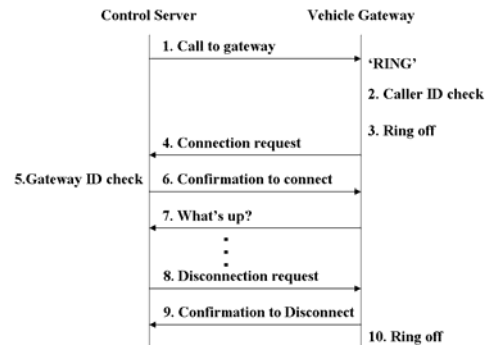 Control Server Vehicle Gateway
1. Call to gateway
‘RING’
2. Caller ID check
3. Ring off
4. Connection request
5.Gateway ID check
6. Confirmation to connect
7. What’s up?
8. Disconnection request
9. Confirmation to Disconnect
10. Ring off